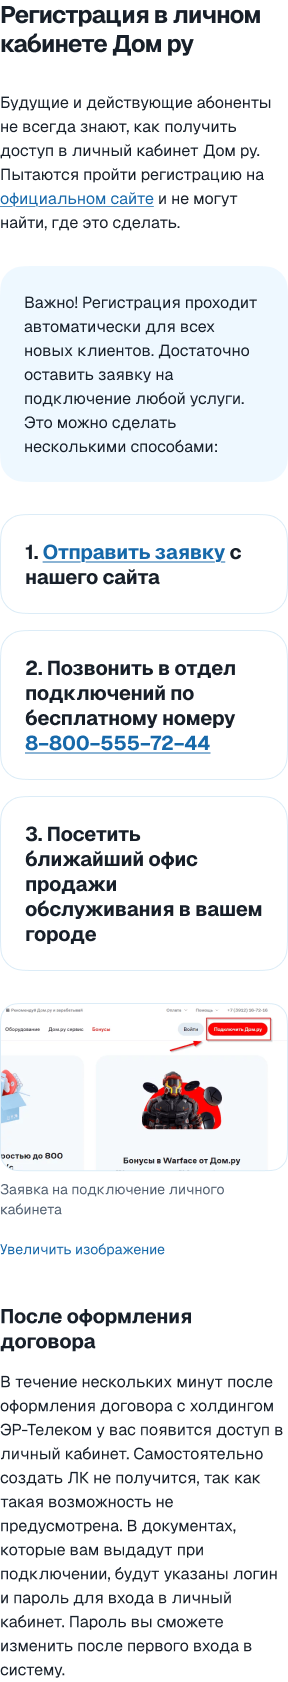 Регистрация в личном
кабинете Дом ру
Будущие и действующие абоненты
не всегда знают, как получить
доступ в личный кабинет Дом ру.
Пытаются пройти регистрацию на
официальном сайте и не могут
найти, где это сделать.
Важно! Регистрация проходит
автоматически для всех
новых клиентов. Достаточно
оставить заявку на
подключение любой услуги.
Это можно сделать
несколькими способами:
1. Отправить заявку с
нашего сайта
2. Позвонить в отдел
подключений по
бесплатному номеру
8–800–555–72–44
3. Посетить
ближайший офис
продажи
обслуживания в вашем
городе
Рекомендуй Дом.ру и зарабатывай! Оплата Помощь
Оборудование Дом.ру сервис Бонусы Войти Подключить Дом.ру
ростью до 800
Бонусы в Warface от Дом.ру
Заявка на подключение личного
кабинета
Увеличить изображение
После оформления
договора
В течение нескольких минут после
оформления договора с холдингом
ЭР-Телеком у вас появится доступ в
личный кабинет. Самостоятельно
создать ЛК не получится, так как
такая возможность не
предусмотрена. В документах,
которые вам выдадут при
подключении, будут указаны логин
и пароль для входа в личный
кабинет. Пароль вы сможете
изменить после первого входа в
систему.